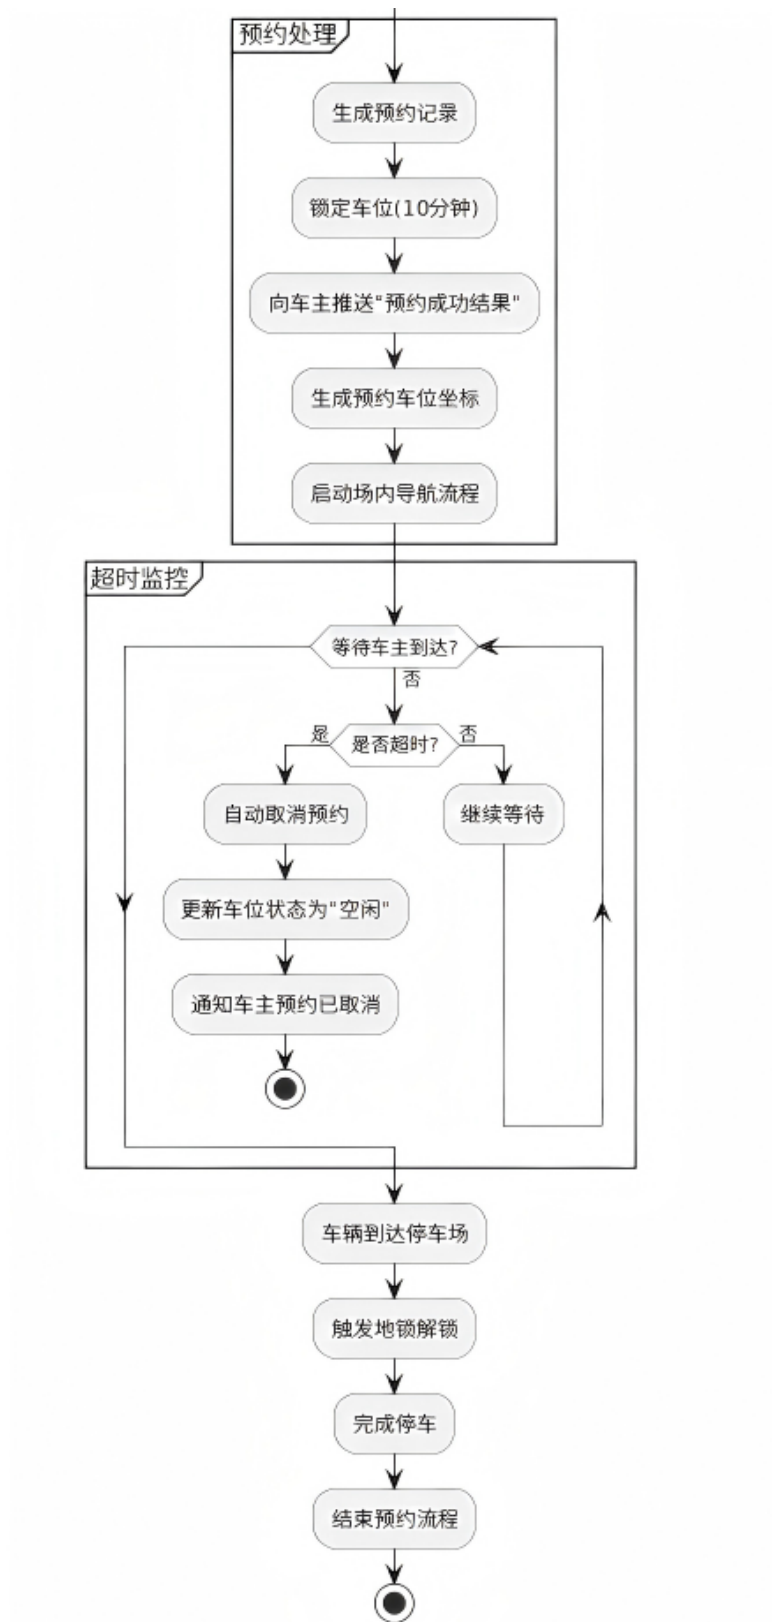 预约处理
生成预约记录
锁定车位(10分钟)
向车主推送"预约成功结果"
生成预约车位坐标
启动场内导航流程
超时监控
等待车主到达?
否
是
是否超时?
否
自动取消预约
继续等待
更新车位状态为"空闲"
通知车主预约已取消
车辆到达停车场
触发地锁解锁
完成停车
结束预约流程